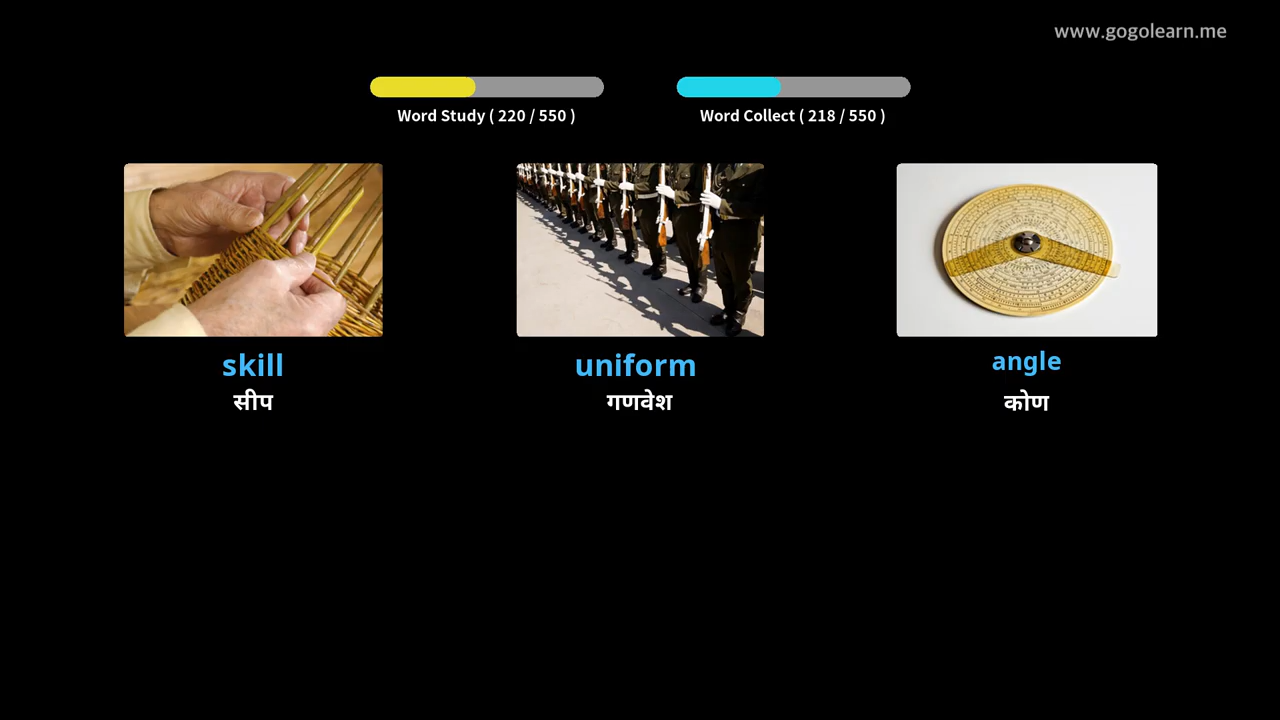 www.gogolearn.me
Word Study ( 220 / 550 )
Word Collect ( 218 / 550 )
skill
uniform
angle
सीप
गणवेश
कोण